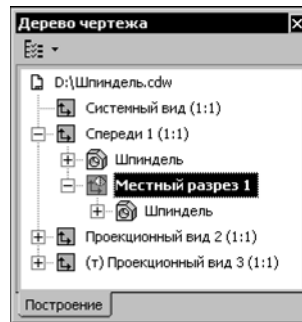 Дерево чертежа
D:\Шпиндель.cdw
Системный вид (1:1)
Спереди 1 (1:1)
Шпиндель
Местный разрез 1
Шпиндель
Проекционный вид 2 (1:1)
(т) Проекционный вид 3 (1:1)
Построение